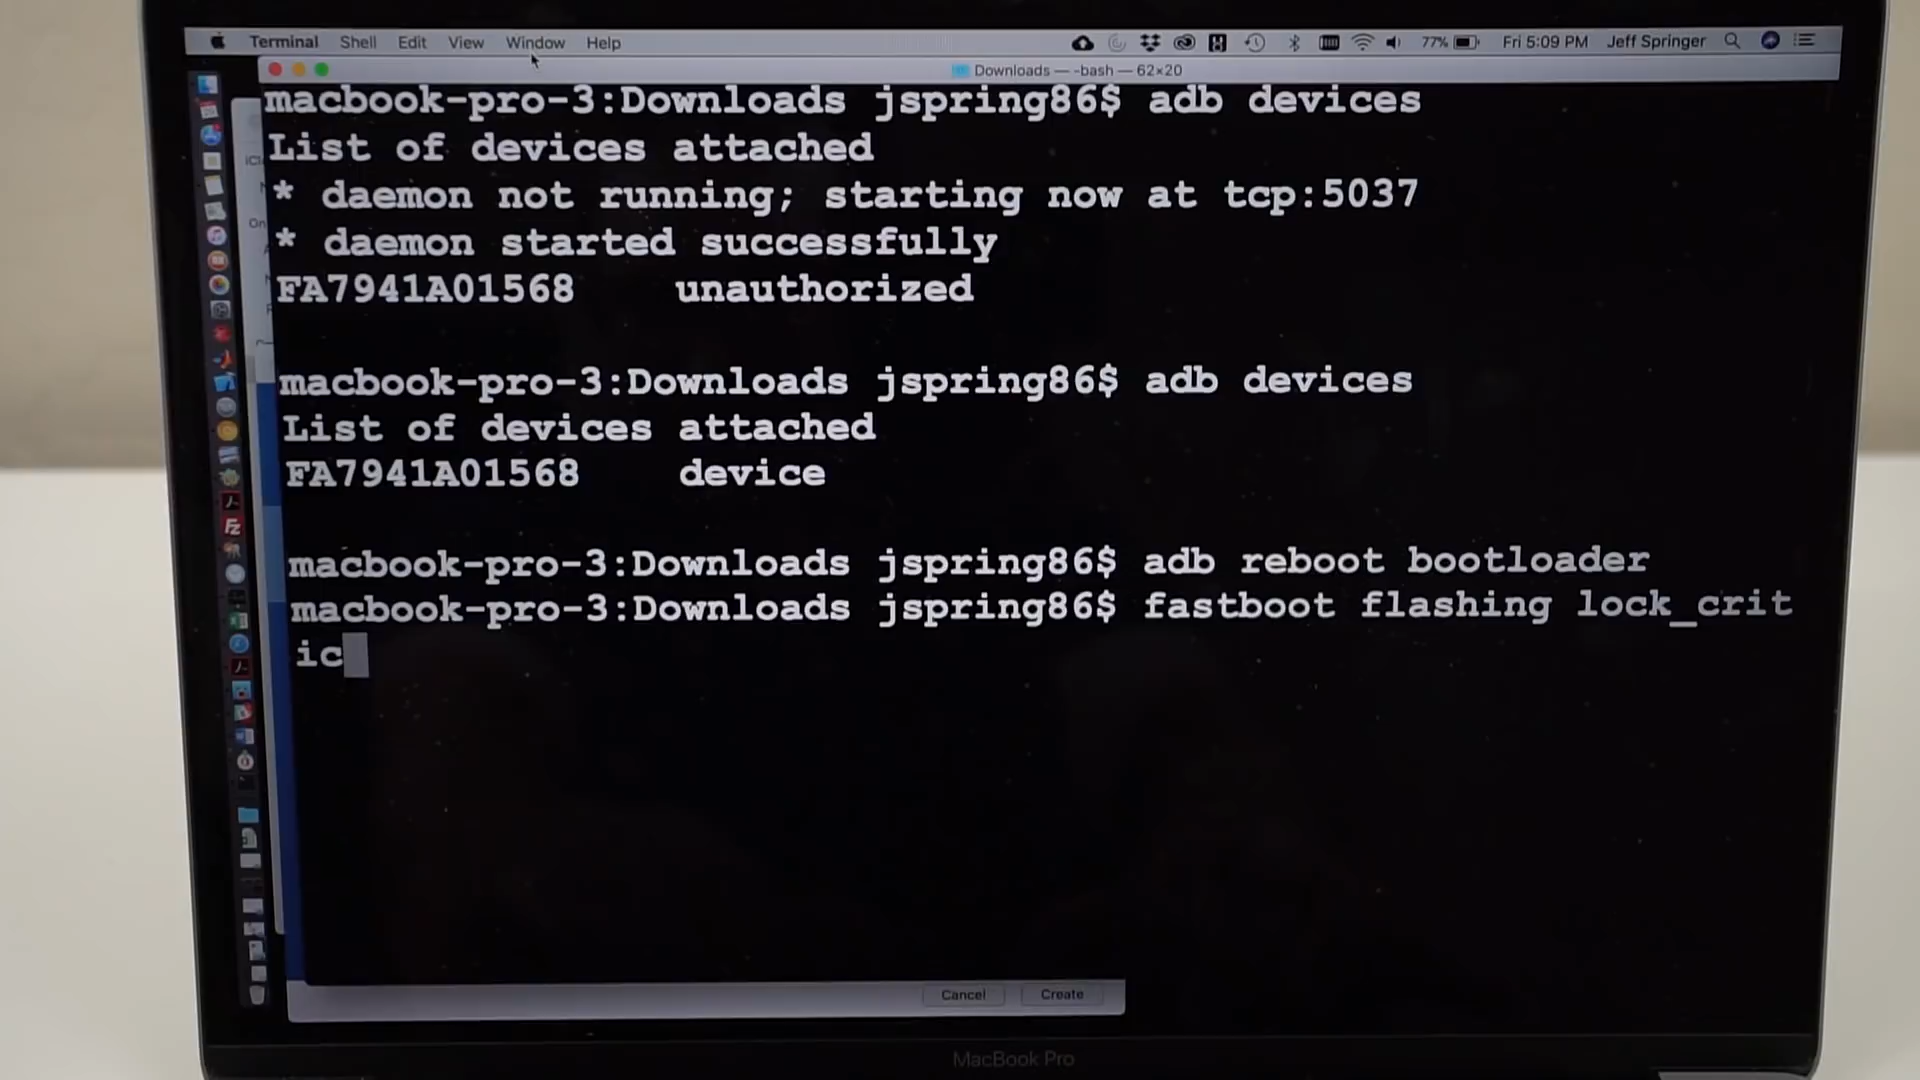 Terminal Shell Edit View Window Help 77% Fri 5:09 PM Jeff Springer
Downloads — -bash — 62×20
macbook-pro-3:Downloads jspring86$ adb devices
List of devices attached
* daemon not running; starting now at tcp:5037
* daemon started successfully
FA7941A01568 unauthorized
macbook-pro-3:Downloads jspring86$ adb devices
List of devices attached
FA7941A01568 device
macbook-pro-3:Downloads jspring86$ adb reboot bootloader
macbook-pro-3:Downloads jspring86$ fastboot flashing lock_crit
ic
Cancel Create
MacBook Pro